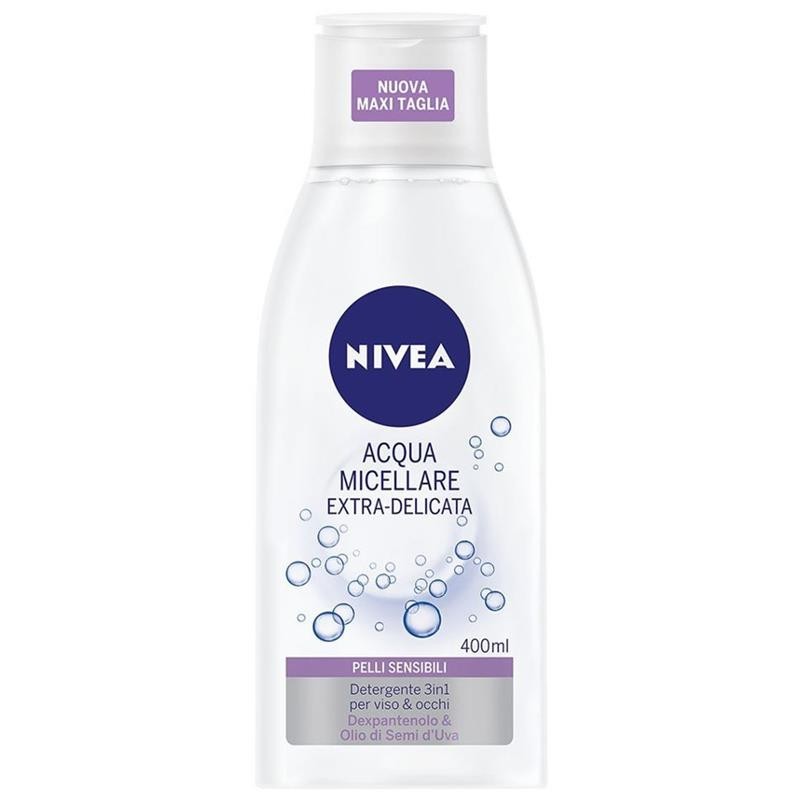 NUOVA
MAXI TAGLIA
NIVEA
ACQUA
MICELLARE
EXTRA-DELICATA
400ml
PELLI SENSIBILI
Detergente 3in1
per viso & occhi
Dexpantenolo &
Olio di Semi d'Uva